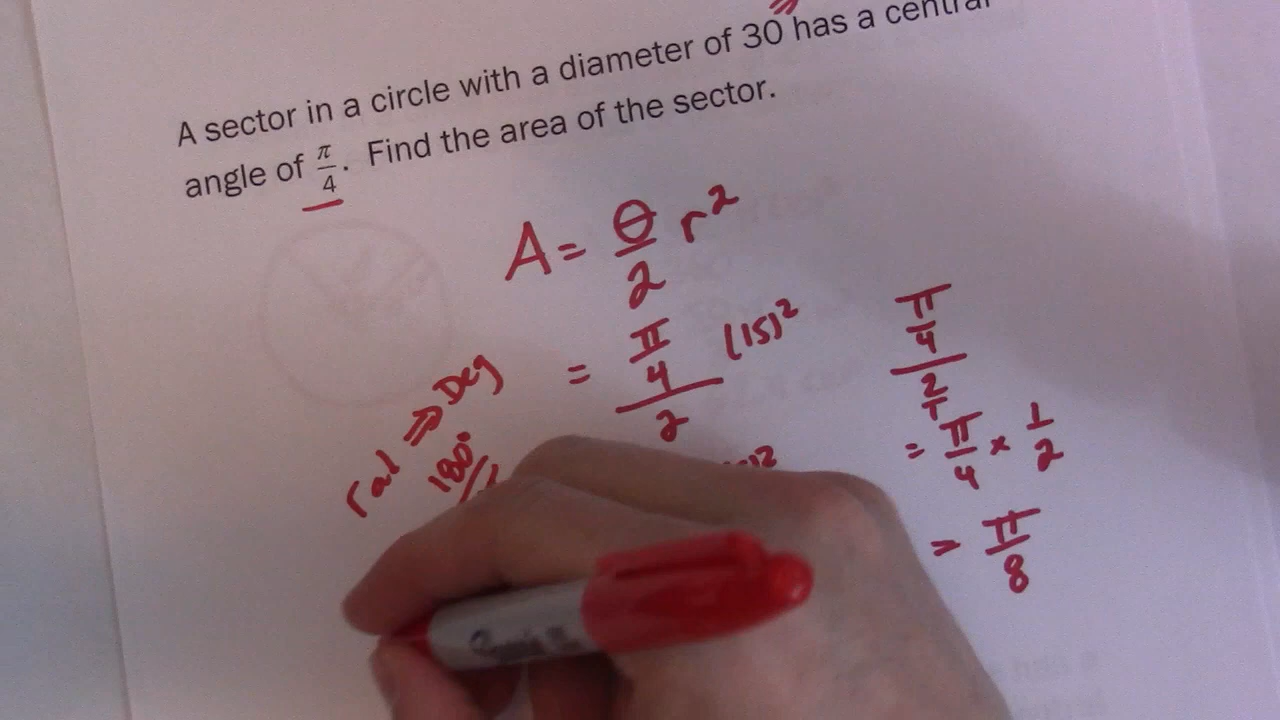 A sector in a circle with a diameter of 30 has a central
angle of π/4. Find the area of the sector.
A = θ/2 r²
= π/4 / 2 (15)²
rad ⇒ Deg
180°
π/4 / 2/1
= π/4 × 1/2
= π/8